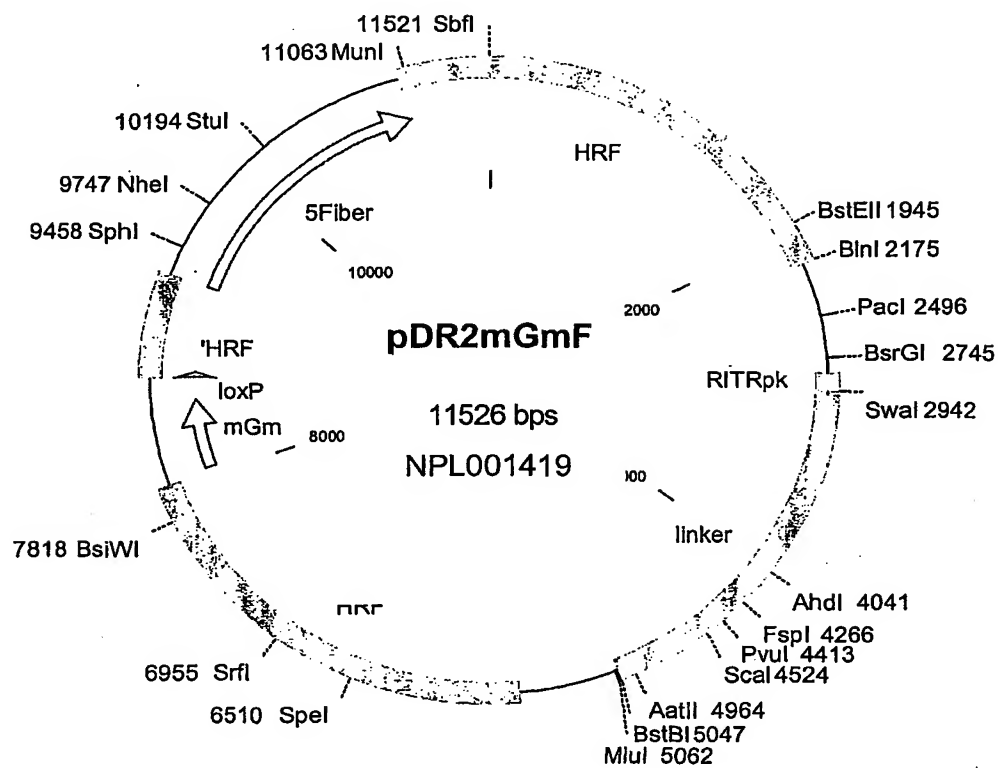 11521 SbfI
11063 MunI
10194 StuI
9747 NheI
9458 SphI
HRF
5Fiber
10000
BstEII 1945
BlnI 2175
2000
PacI 2496
pDR2mGmF
BsrGI 2745
'HRF
RITRpk
loxP
SwaI 2942
11526 bps
mGm
8000
NPL001419
linker
7818 BsiWI
AhdI 4041
FspI 4266
PvuI 4413
6955 SrfI
ScaI 4524
6510 SpeI
AatII 4964
BstBI 5047
MluI 5062